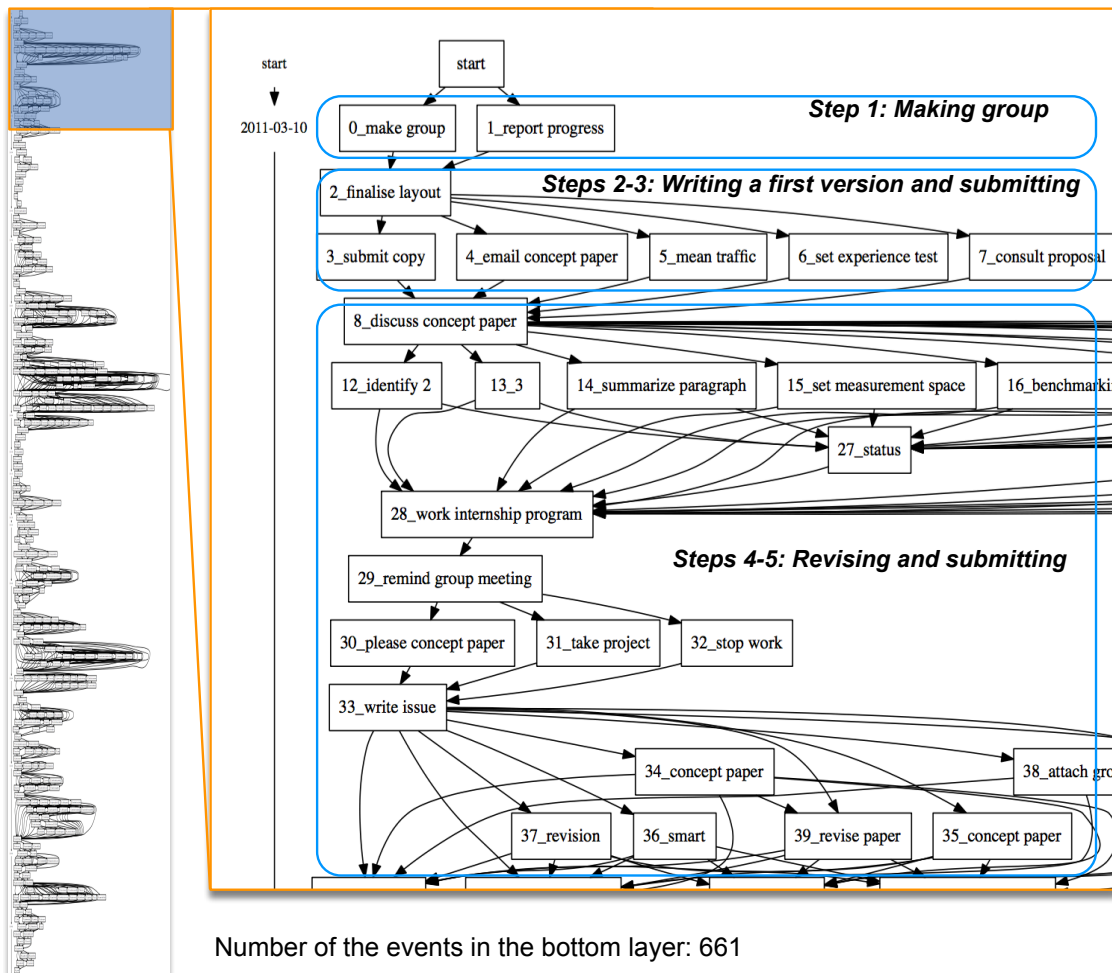 start
start
2011-03-10
Step 1: Making group
0_make group
1_report progress
Steps 2-3: Writing a first version and submitting
2_finalise layout
3_submit copy
4_email concept paper
5_mean traffic
6_set experience test
7_consult proposal
8_discuss concept paper
12_identify 2
13_3
14_summarize paragraph
15_set measurement space
16_benchmarki
27_status
28_work internship program
Steps 4-5: Revising and submitting
29_remind group meeting
30_please concept paper
31_take project
32_stop work
33_write issue
34_concept paper
38_attach gro
37_revision
36_smart
39_revise paper
35_concept paper
Number of the events in the bottom layer: 661